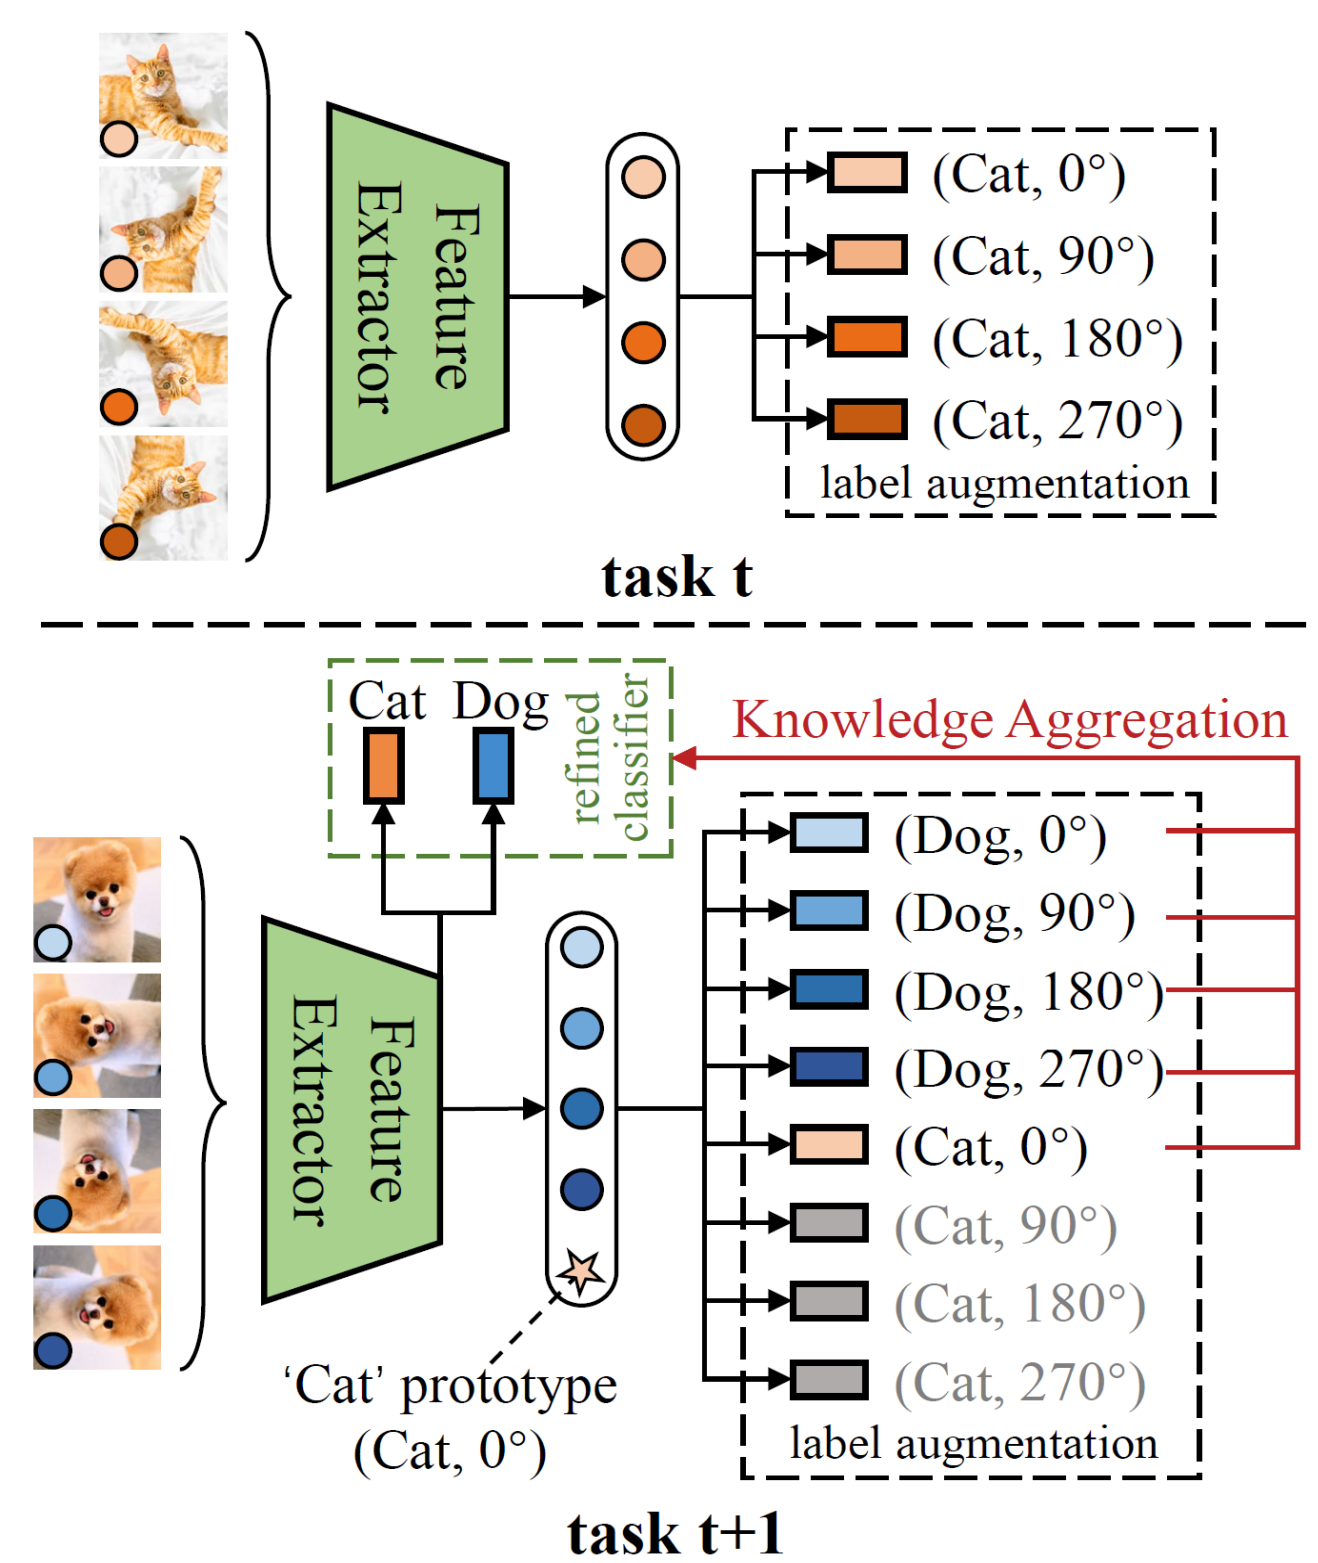 Feature
Extractor
(Cat, 0°)
(Cat, 90°)
(Cat, 180°)
(Cat, 270°)
label augmentation
task t
Cat
Dog
refined
classifier
Knowledge Aggregation
Feature
Extractor
(Dog, 0°)
(Dog, 90°)
(Dog, 180°)
(Dog, 270°)
(Cat, 0°)
(Cat, 90°)
(Cat, 180°)
(Cat, 270°)
label augmentation
‘Cat’ prototype
(Cat, 0°)
task t+1